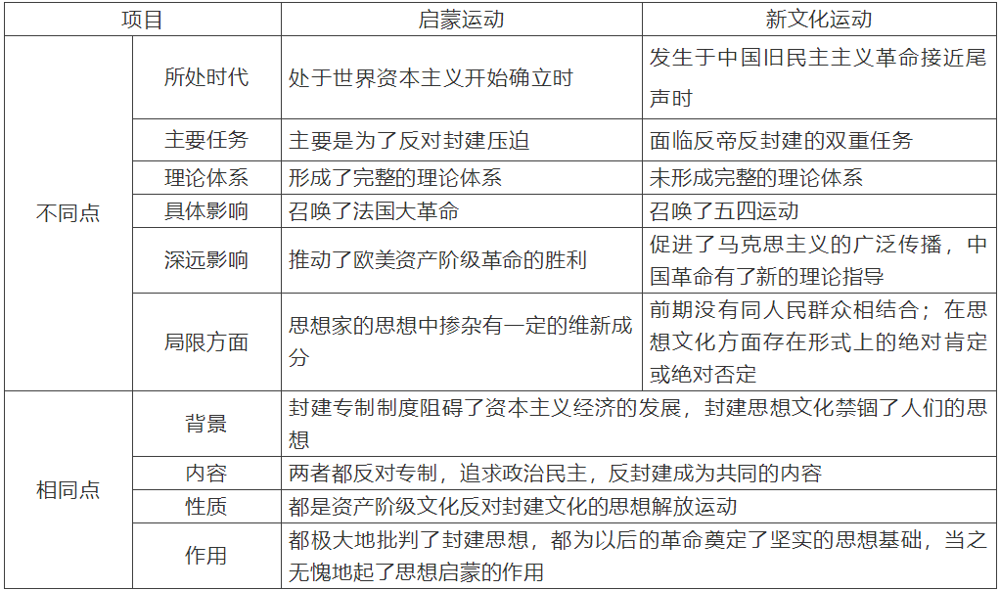 项目 启蒙运动 新文化运动
不同点
所处时代 处于世界资本主义开始确立时 发生于中国旧民主主义革命接近尾
声时
主要任务 主要是为了反对封建压迫 面临反帝反封建的双重任务
理论体系 形成了完整的理论体系 未形成完整的理论体系
具体影响 召唤了法国大革命 召唤了五四运动
深远影响 推动了欧美资产阶级革命的胜利 促进了马克思主义的广泛传播，中
国革命有了新的理论指导
局限方面 思想家的思想中掺杂有一定的维新成
分 前期没有同人民群众相结合；在思
想文化方面存在形式上的绝对肯定
或绝对否定
相同点
背景 封建专制制度阻碍了资本主义经济的发展，封建思想文化禁锢了人们的思
想
内容 两者都反对专制，追求政治民主，反封建成为共同的内容
性质 都是资产阶级文化反对封建文化的思想解放运动
作用 都极大地批判了封建思想，都为以后的革命奠定了坚实的思想基础，当之
无愧地起了思想启蒙的作用